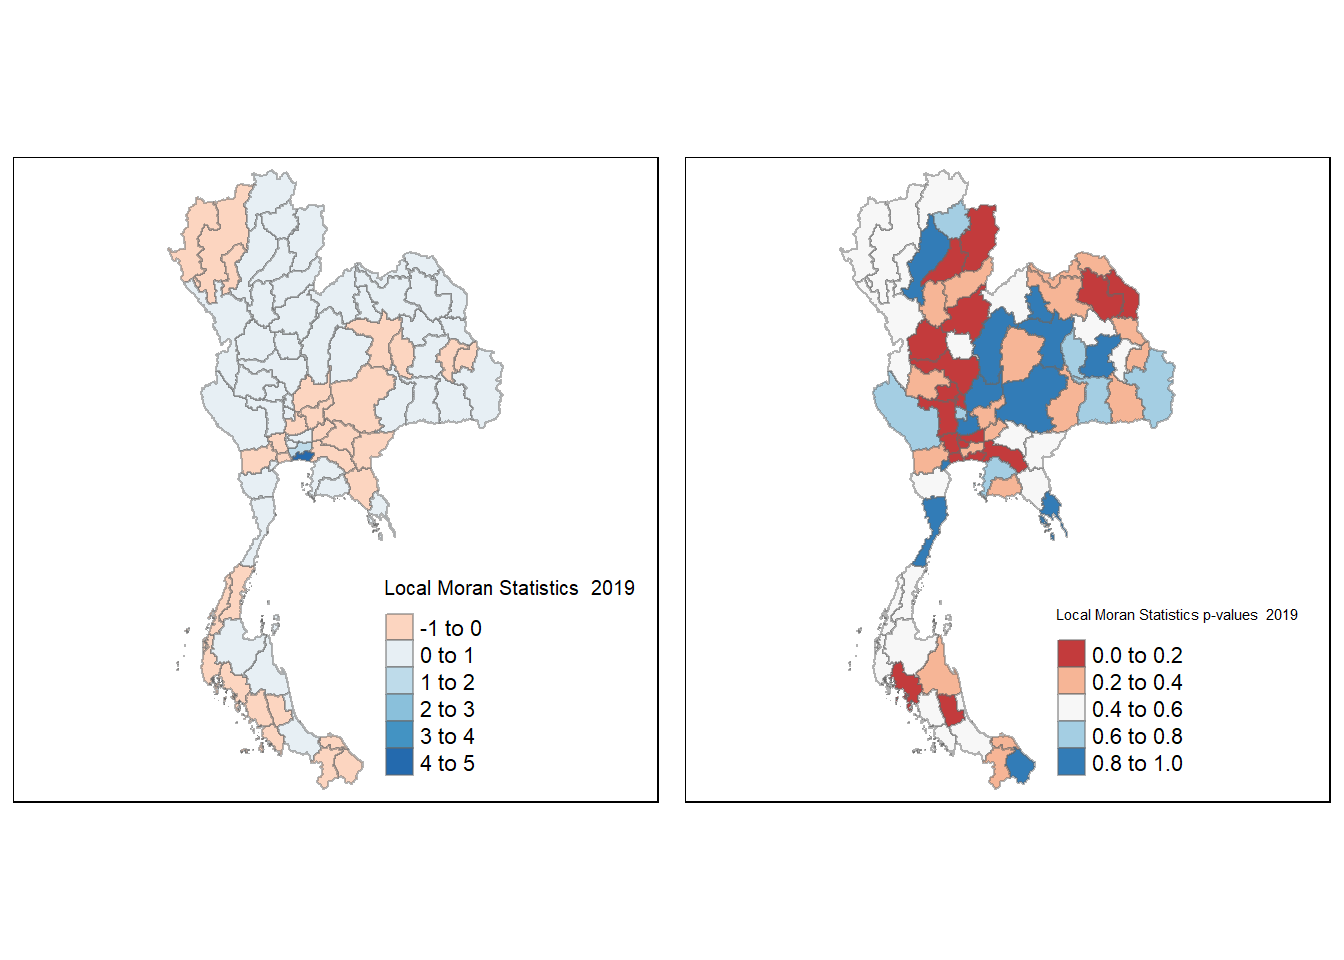 Local Moran Statistics  2019
-1 to 0
0 to 1
1 to 2
2 to 3
3 to 4
4 to 5
Local Moran Statistics p-values  2019
0.0 to 0.2
0.2 to 0.4
0.4 to 0.6
0.6 to 0.8
0.8 to 1.0